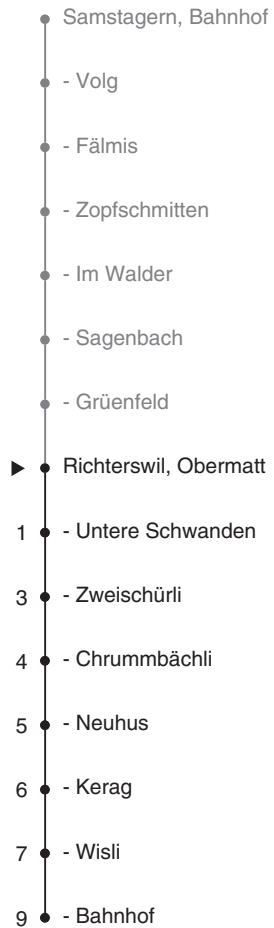 Samstagern, Bahnhof
- Volg
- Fälmis
- Zopfschmitten
- Im Walder
- Sagenbach
- Grüenfeld
Richterswil, Obermatt
1 - Untere Schwanden
3 - Zweischürli
4 - Chrummbächli
5 - Neuhus
6 - Kerag
7 - Wisli
9 - Bahnhof